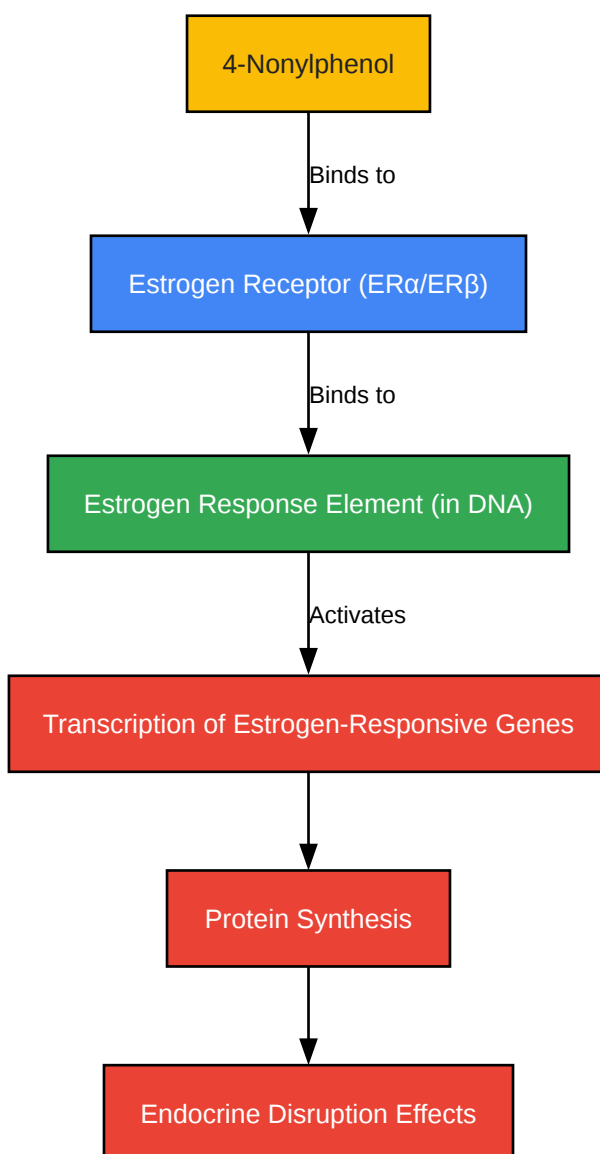 4-Nonylphenol
Binds to
Estrogen Receptor (ERα/ERβ)
Binds to
Estrogen Response Element (in DNA)
Activates
Transcription of Estrogen-Responsive Genes
Protein Synthesis
Endocrine Disruption Effects